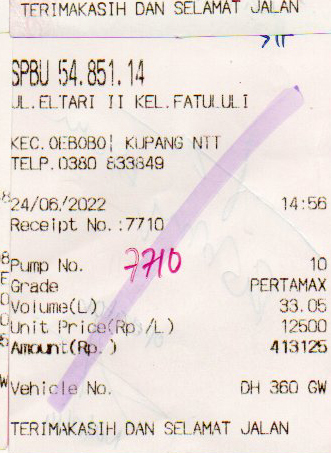 TERIMAKASIH DAN SELAMAT JALAN
SPBU 54.851.14
JL.ELTARI II KEL.FATULULI
KEC.OEBOBO| KUPANG NTT
TELP.0380 833849
24/06/2022 14:56
Receipt No.:7710
7710
Pump No. 10
Grade PERTAMAX
Volume(L) 33.05
Unit Price(Rp./L) 12500
Amount(Rp.) 413125
Vehicle No. DH 360 GW
TERIMAKASIH DAN SELAMAT JALAN